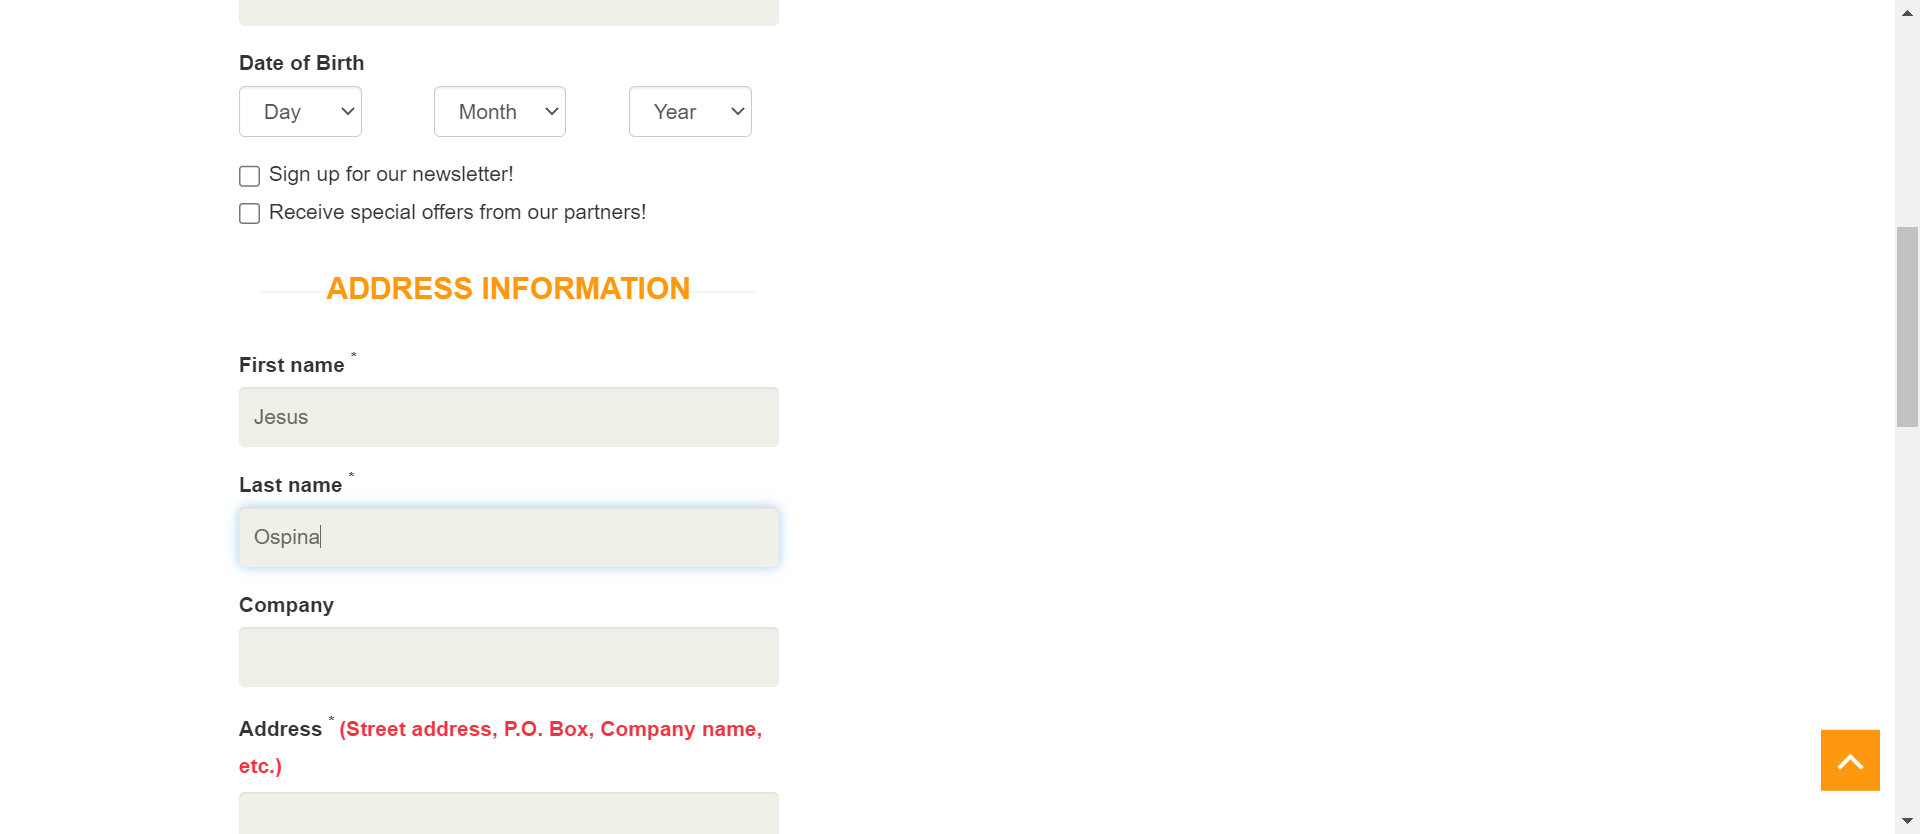 Date of Birth
Day Month Year
Sign up for our newsletter!
Receive special offers from our partners!
ADDRESS INFORMATION
First name *
Jesus
Last name *
Ospina
Company
Address * (Street address, P.O. Box, Company name,
etc.)